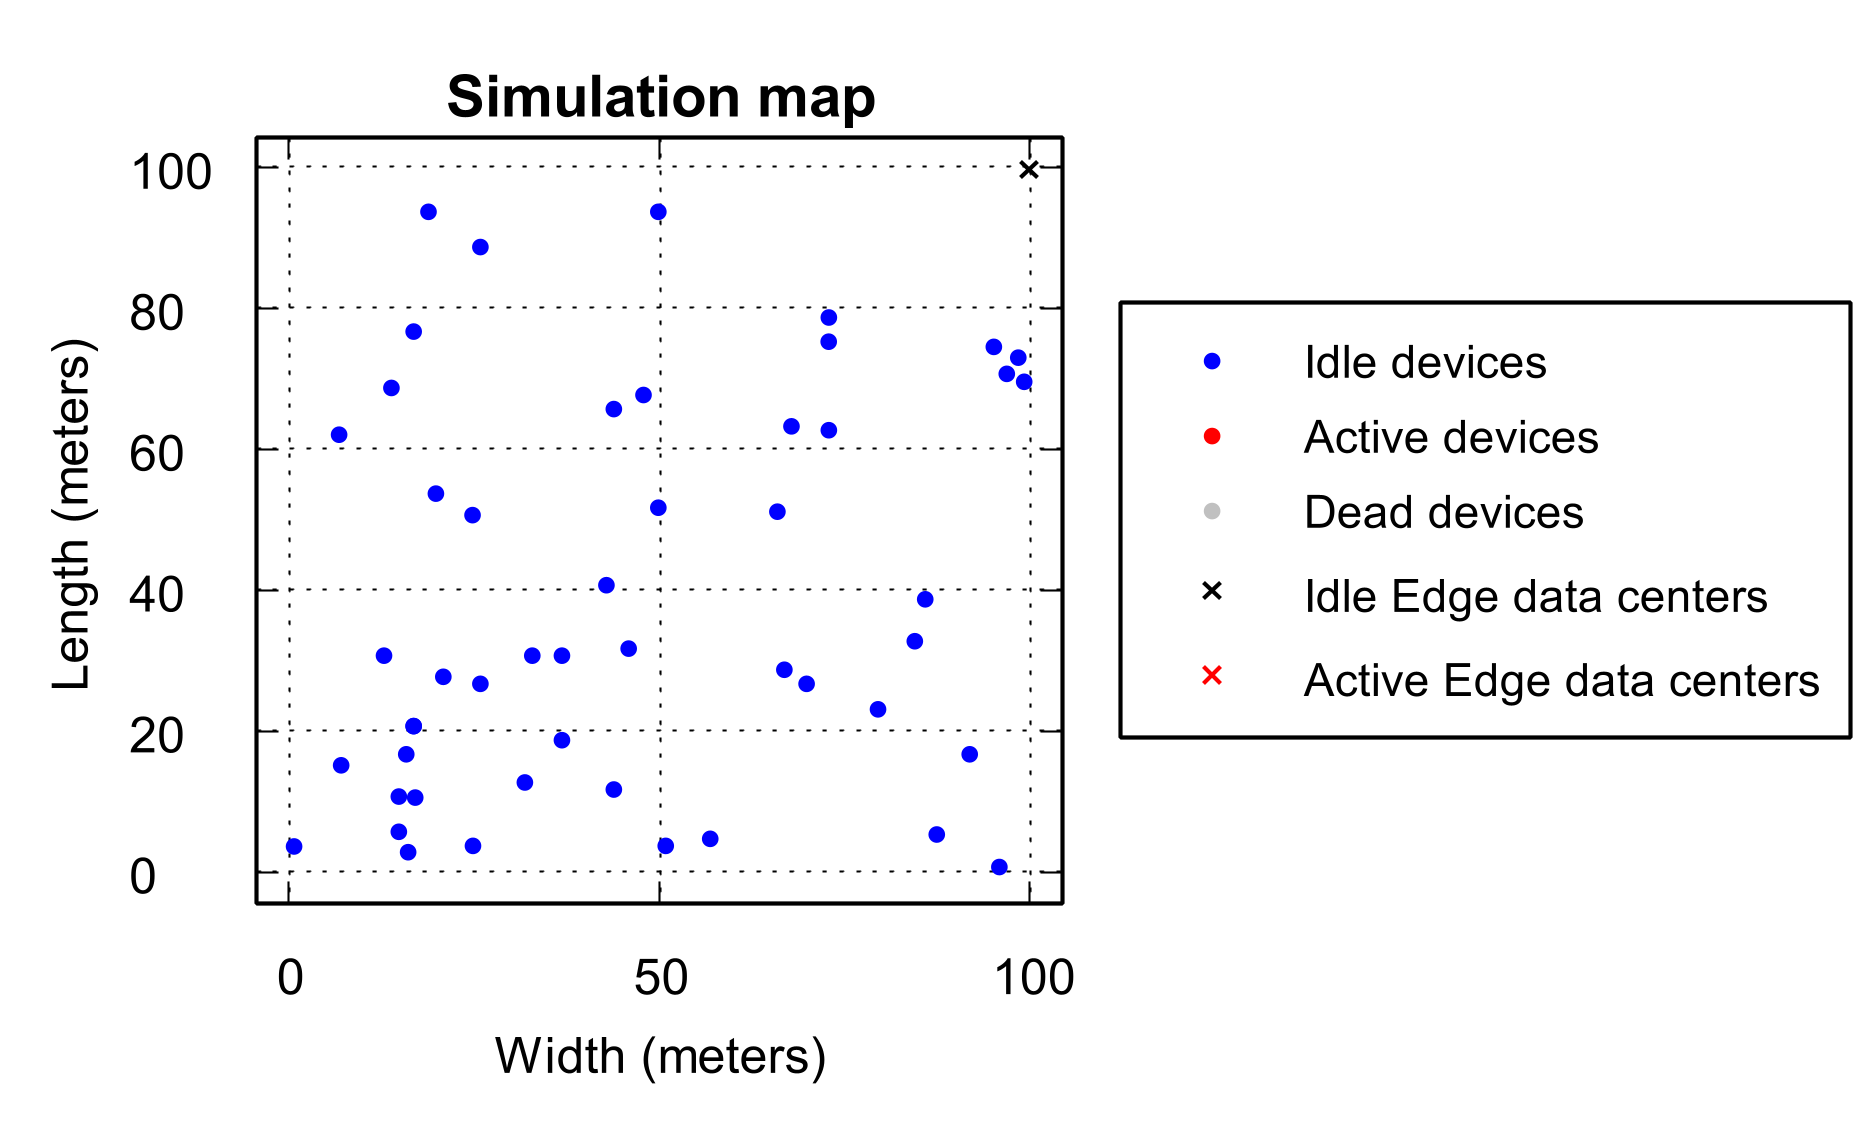 Simulation map
100
80
60
40
20
0
Length (meters)
0 50 100
Width (meters)
Idle devices
Active devices
Dead devices
Idle Edge data centers
Active Edge data centers